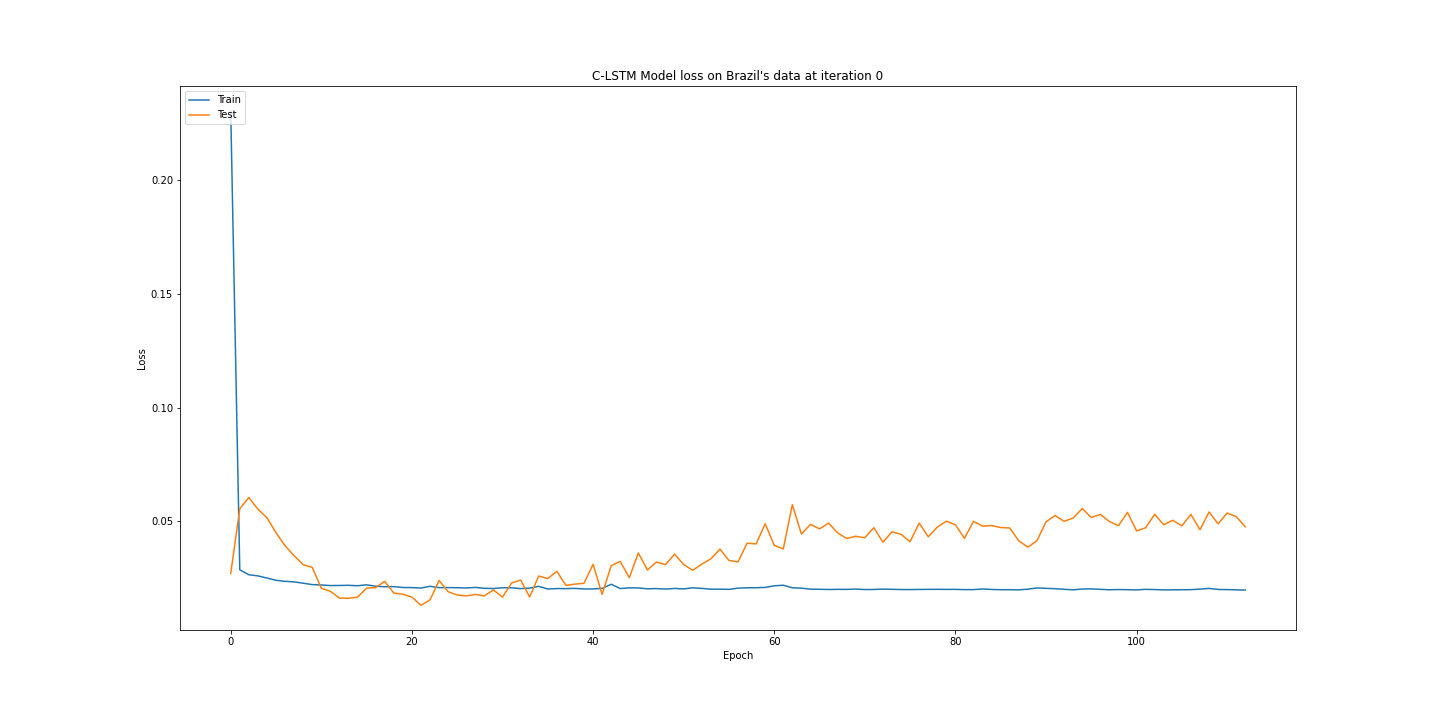 C-LSTM Model loss on Brazil's data at iteration 0
Train
Test
0.20
0.15
0.10
0.05
Loss
0 20 40 60 80 100
Epoch